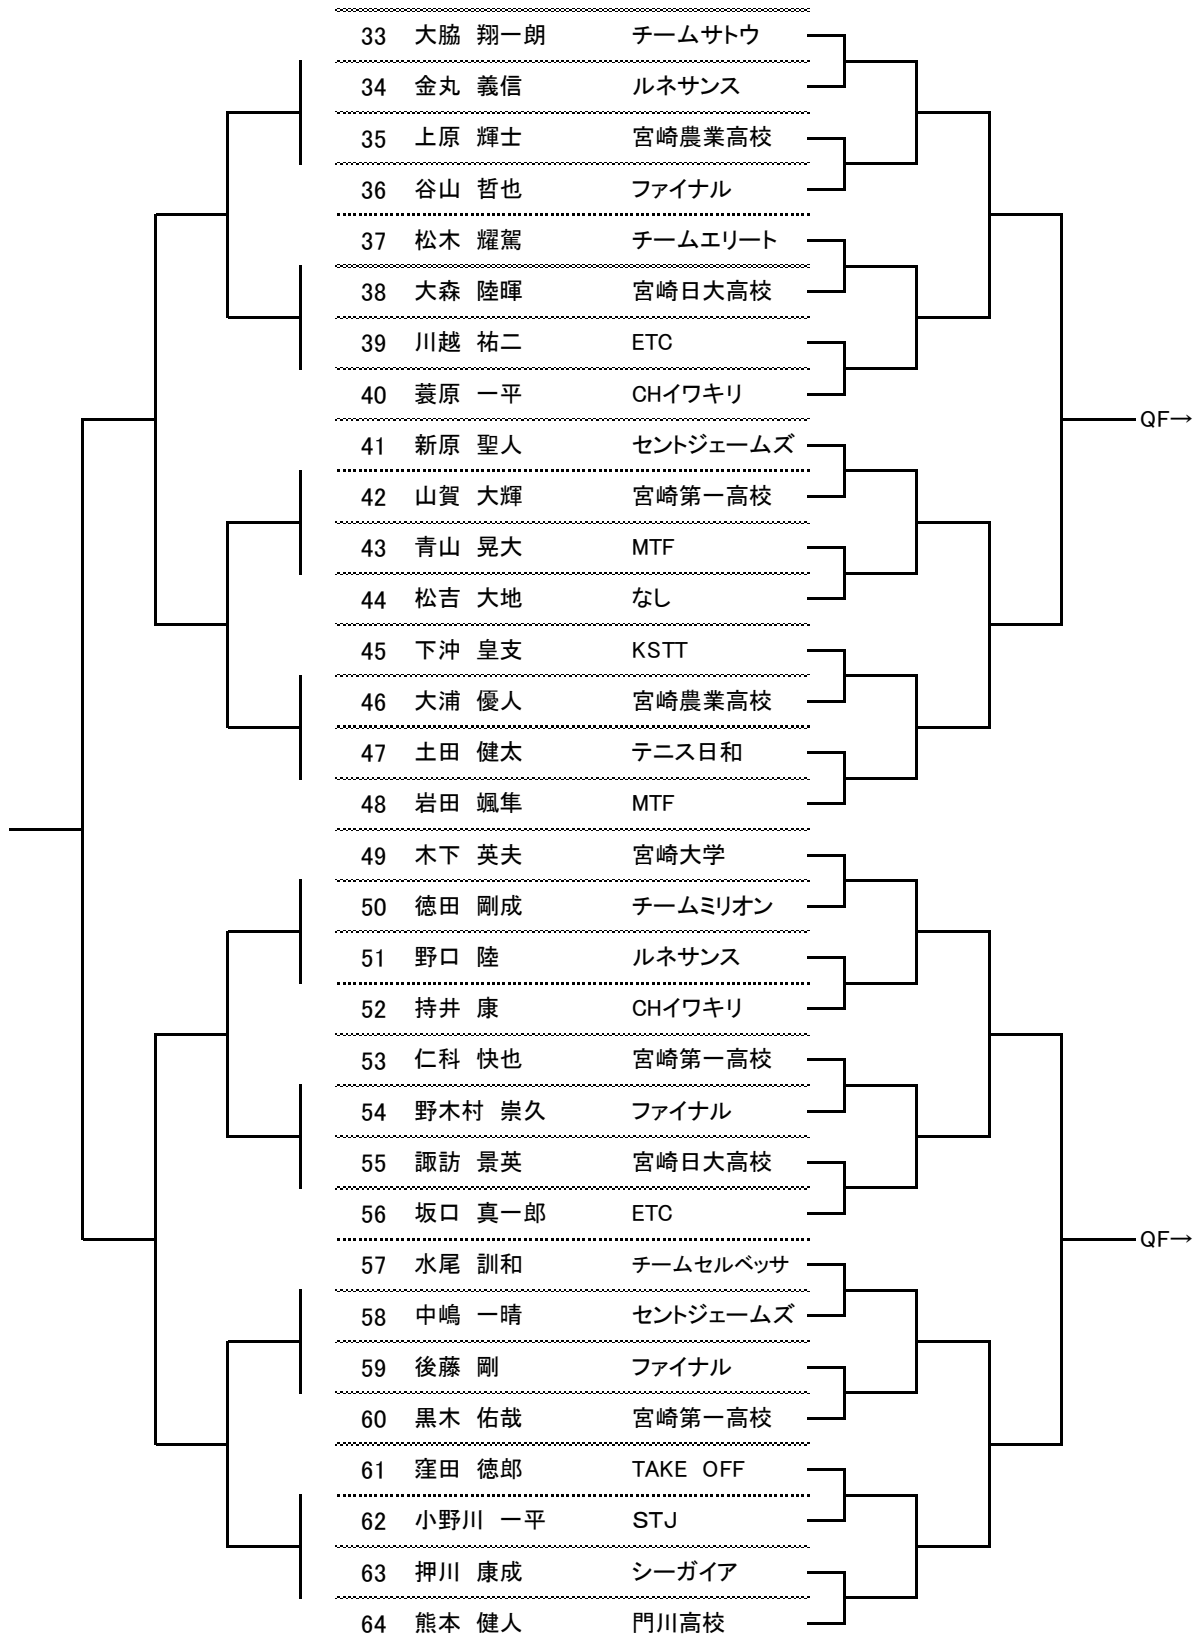 33 大脇 翔一朗 チームサトウ
34 金丸 義信 ルネサンス
35 上原 輝士 宮崎農業高校
36 谷山 哲也 ファイナル
37 松木 耀駕 チームエリート
38 大森 陸暉 宮崎日大高校
39 川越 祐二 ETC
40 蓑原 一平 CHイワキリ
QF→
41 新原 聖人 セントジェームズ
42 山賀 大輝 宮崎第一高校
43 青山 晃大 MTF
44 松吉 大地 なし
45 下沖 皇支 KSTT
46 大浦 優人 宮崎農業高校
47 土田 健太 テニス日和
48 岩田 颯隼 MTF
49 木下 英夫 宮崎大学
50 徳田 剛成 チームミリオン
51 野口 陸 ルネサンス
52 持井 康 CHイワキリ
53 仁科 快也 宮崎第一高校
54 野木村 崇久 ファイナル
55 諏訪 景英 宮崎日大高校
56 坂口 真一郎 ETC
QF→
57 水尾 訓和 チームセルベッサ
58 中嶋 一晴 セントジェームズ
59 後藤 剛 ファイナル
60 黒木 佑哉 宮崎第一高校
61 窪田 徳郎 TAKE OFF
62 小野川 一平 STJ
63 押川 康成 シーガイア
64 熊本 健人 門川高校